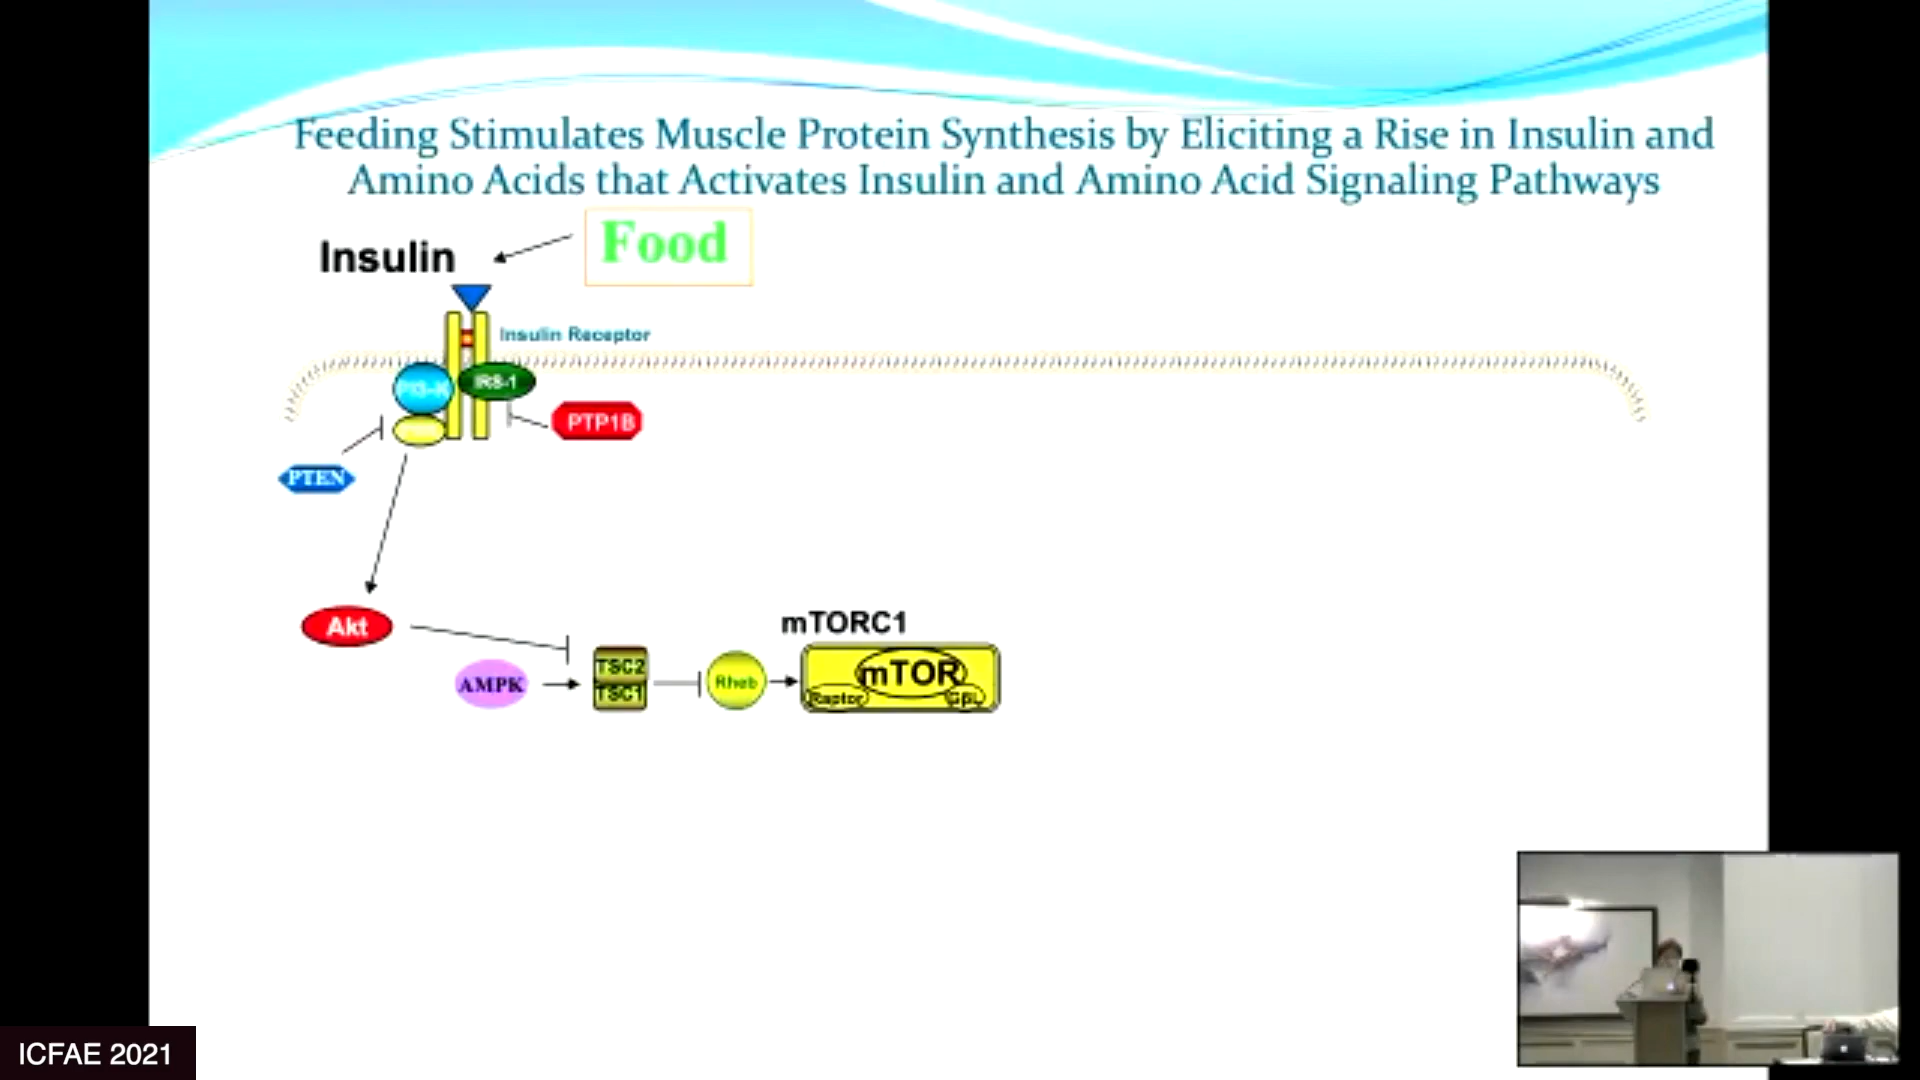 Feeding Stimulates Muscle Protein Synthesis by Eliciting a Rise in Insulin and
Amino Acids that Activates Insulin and Amino Acid Signaling Pathways
Food
Insulin
Insulin Receptor
PI3-K
IRS-1
PTP1B
PTEN
Akt
mTORC1
TSC2
mTOR
AMPK
Rheb
TSC1
Raptor
GβL
ICFAE 2021